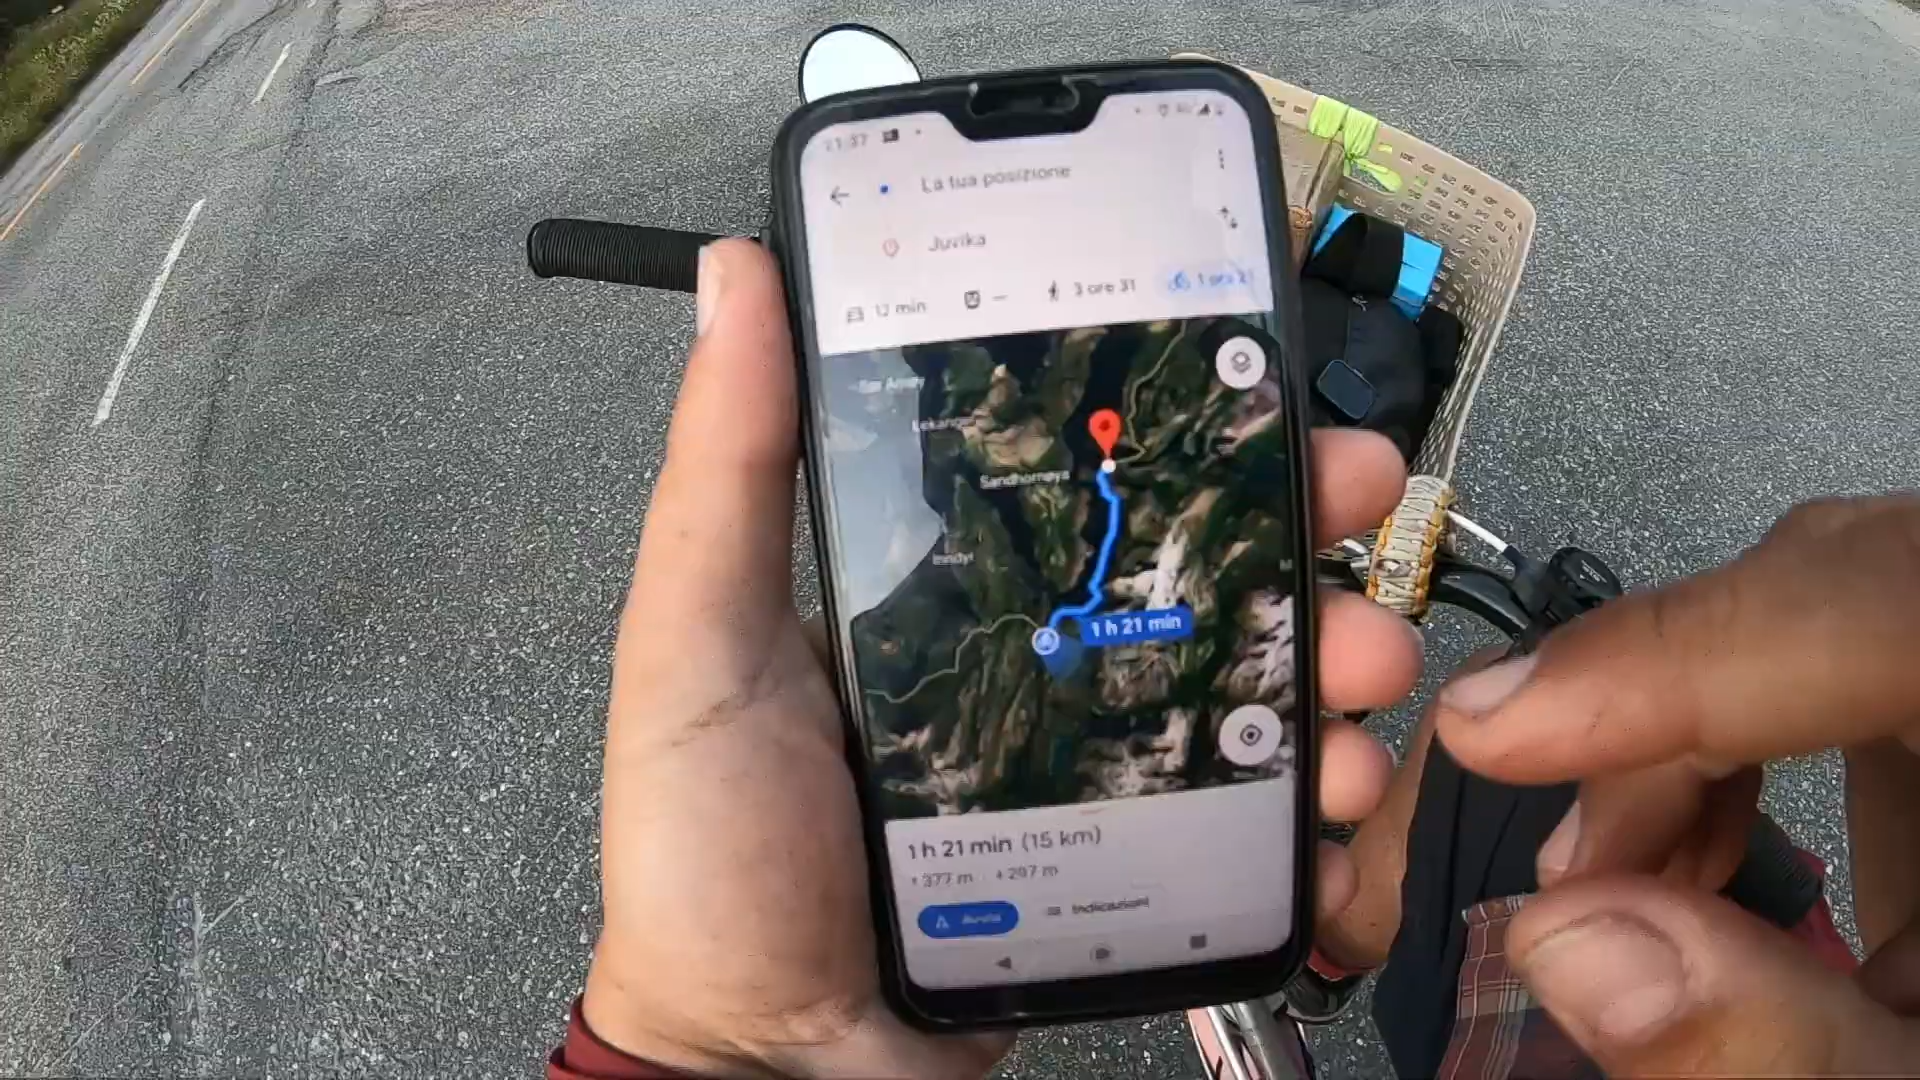 La tua posizione
Juvika
12 min
3 ore 31
Sandhornøya
1 h 21 min
1 h 21 min (15 km)
377 m 297 m
Avvia
Indicazioni